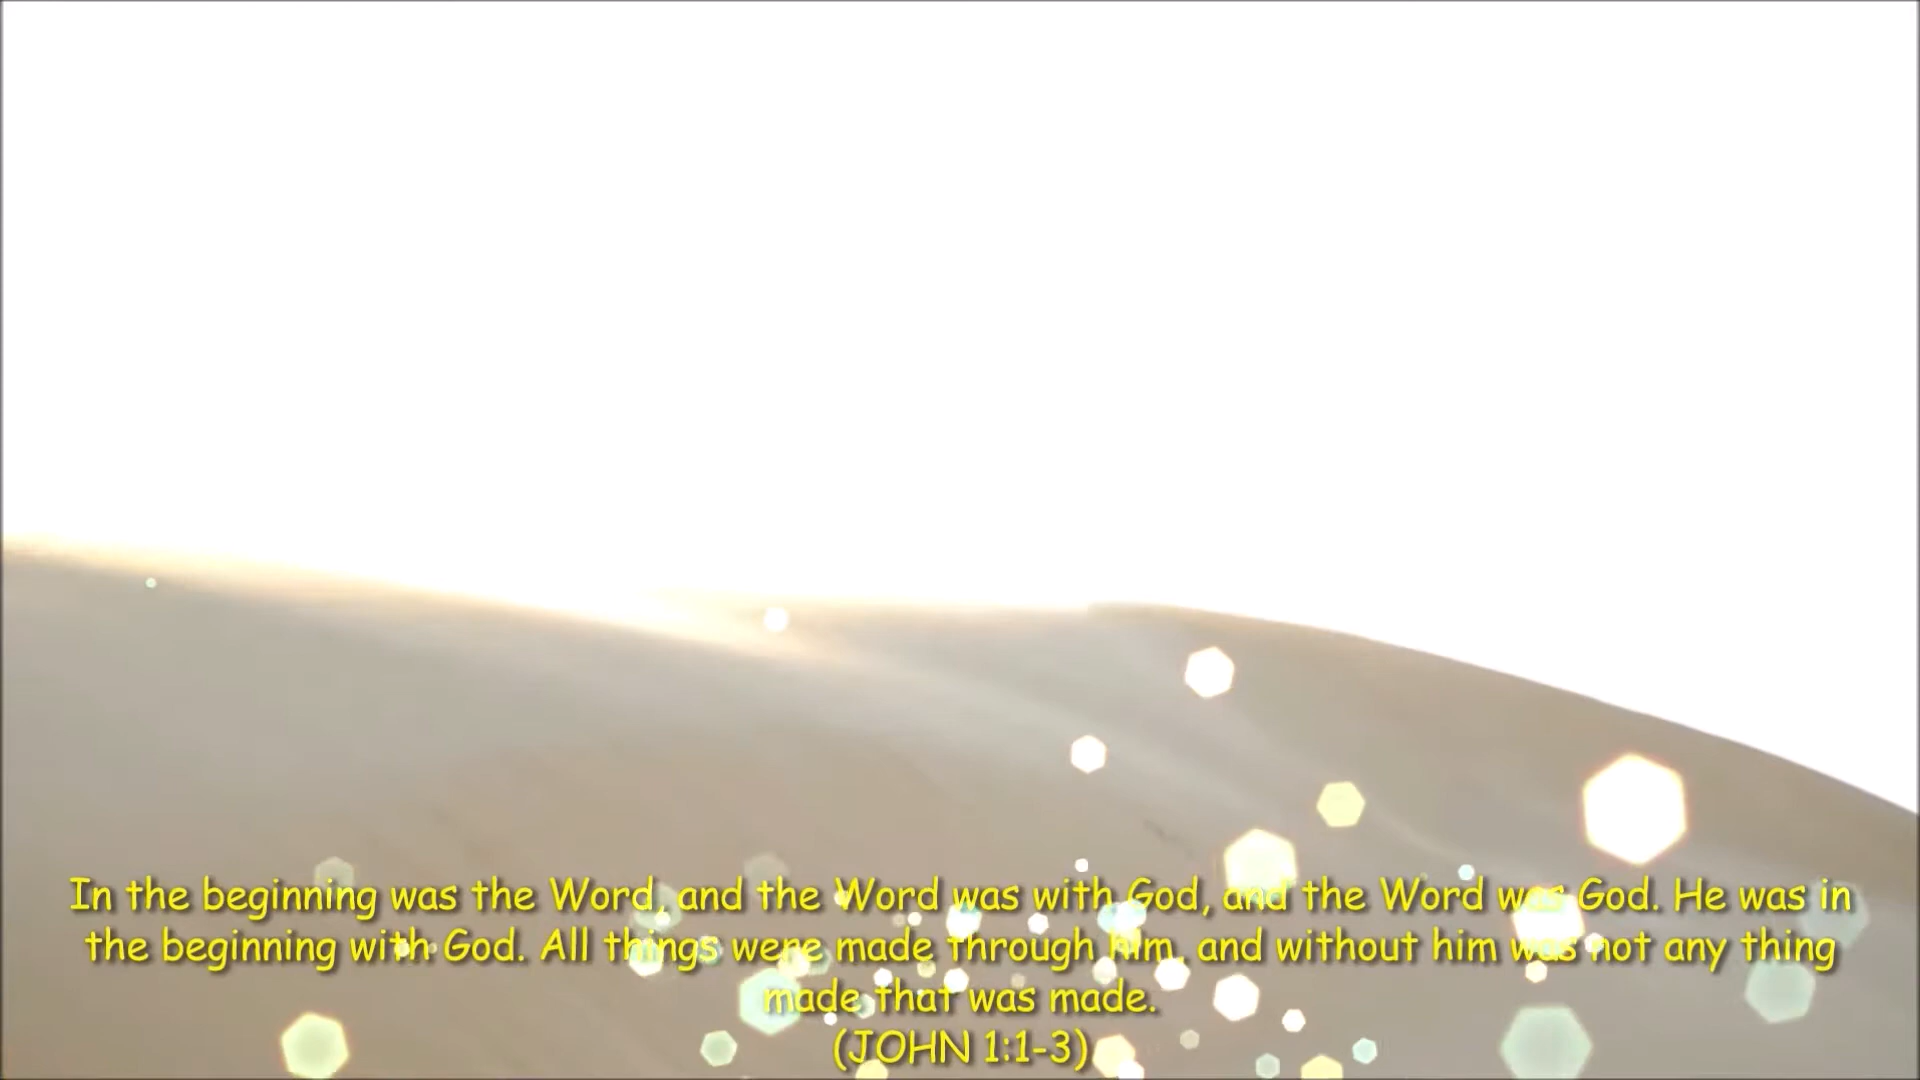 In the beginning was the Word, and the Word was with God, and the Word was God. He was in
the beginning with God. All things were made through him, and without him was not any thing
made that was made.
(JOHN 1:1-3)